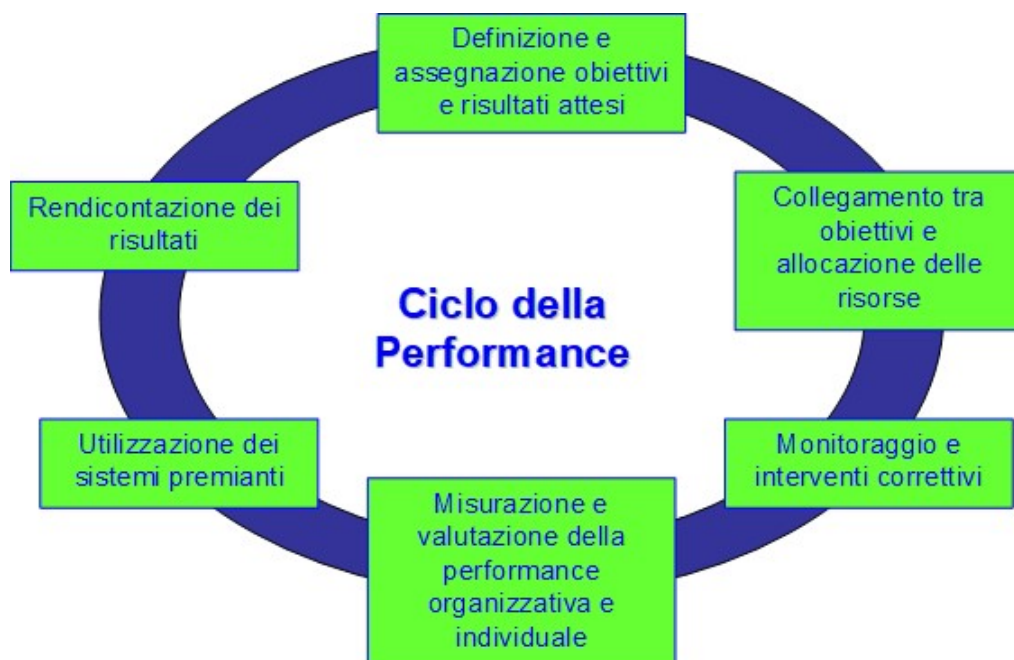 Definizione e
assegnazione obiettivi
e risultati attesi
Collegamento tra
obiettivi e
allocazione delle
risorse
Monitoraggio e
interventi correttivi
Misurazione e
valutazione della
performance
organizzativa e
individuale
Utilizzazione dei
sistemi premianti
Rendicontazione dei
risultati
Ciclo della
Performance